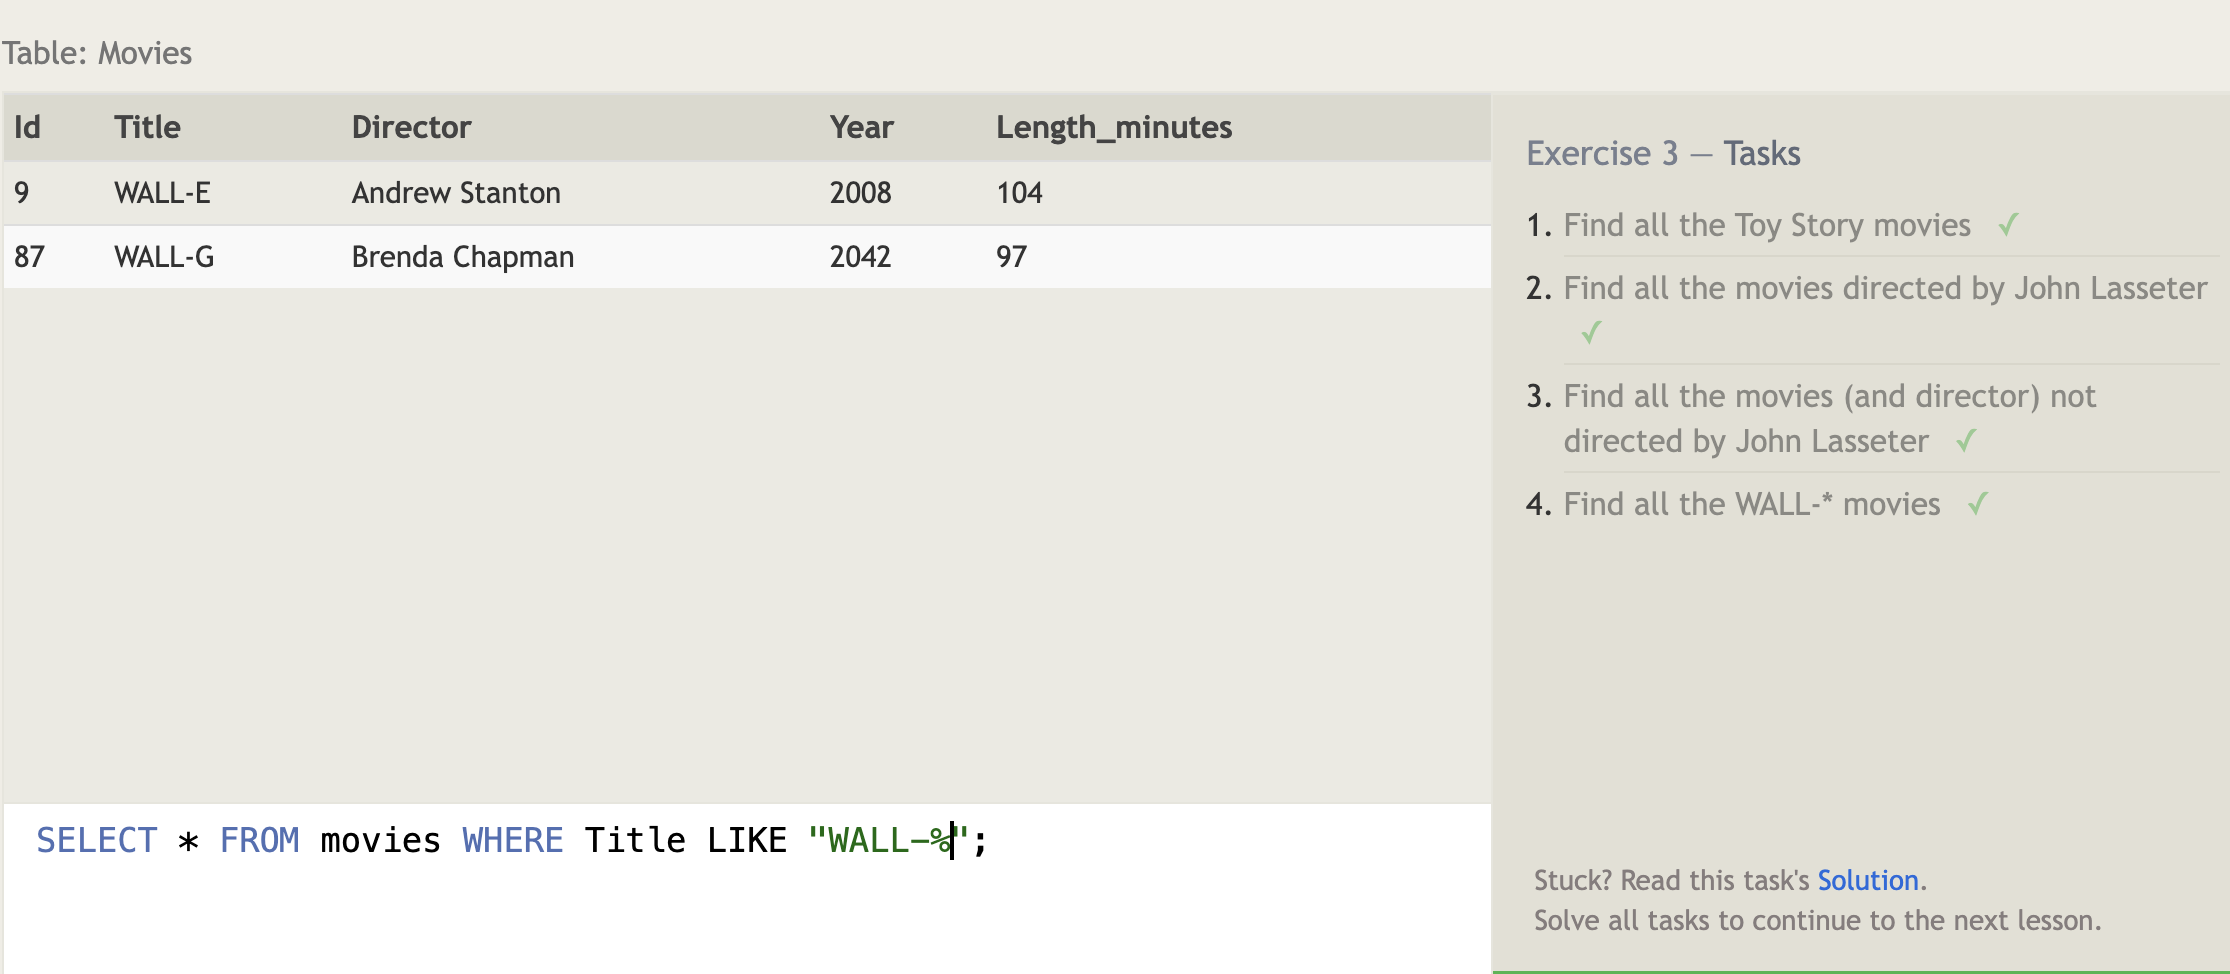 Table: Movies
Id Title Director Year Length_minutes
9 WALL-E Andrew Stanton 2008 104
87 WALL-G Brenda Chapman 2042 97
SELECT * FROM movies WHERE Title LIKE "WALL-%";
Exercise 3 — Tasks
1. Find all the Toy Story movies ✓
2. Find all the movies directed by John Lasseter
✓
3. Find all the movies (and director) not
directed by John Lasseter ✓
4. Find all the WALL-* movies ✓
Stuck? Read this task's Solution.
Solve all tasks to continue to the next lesson.